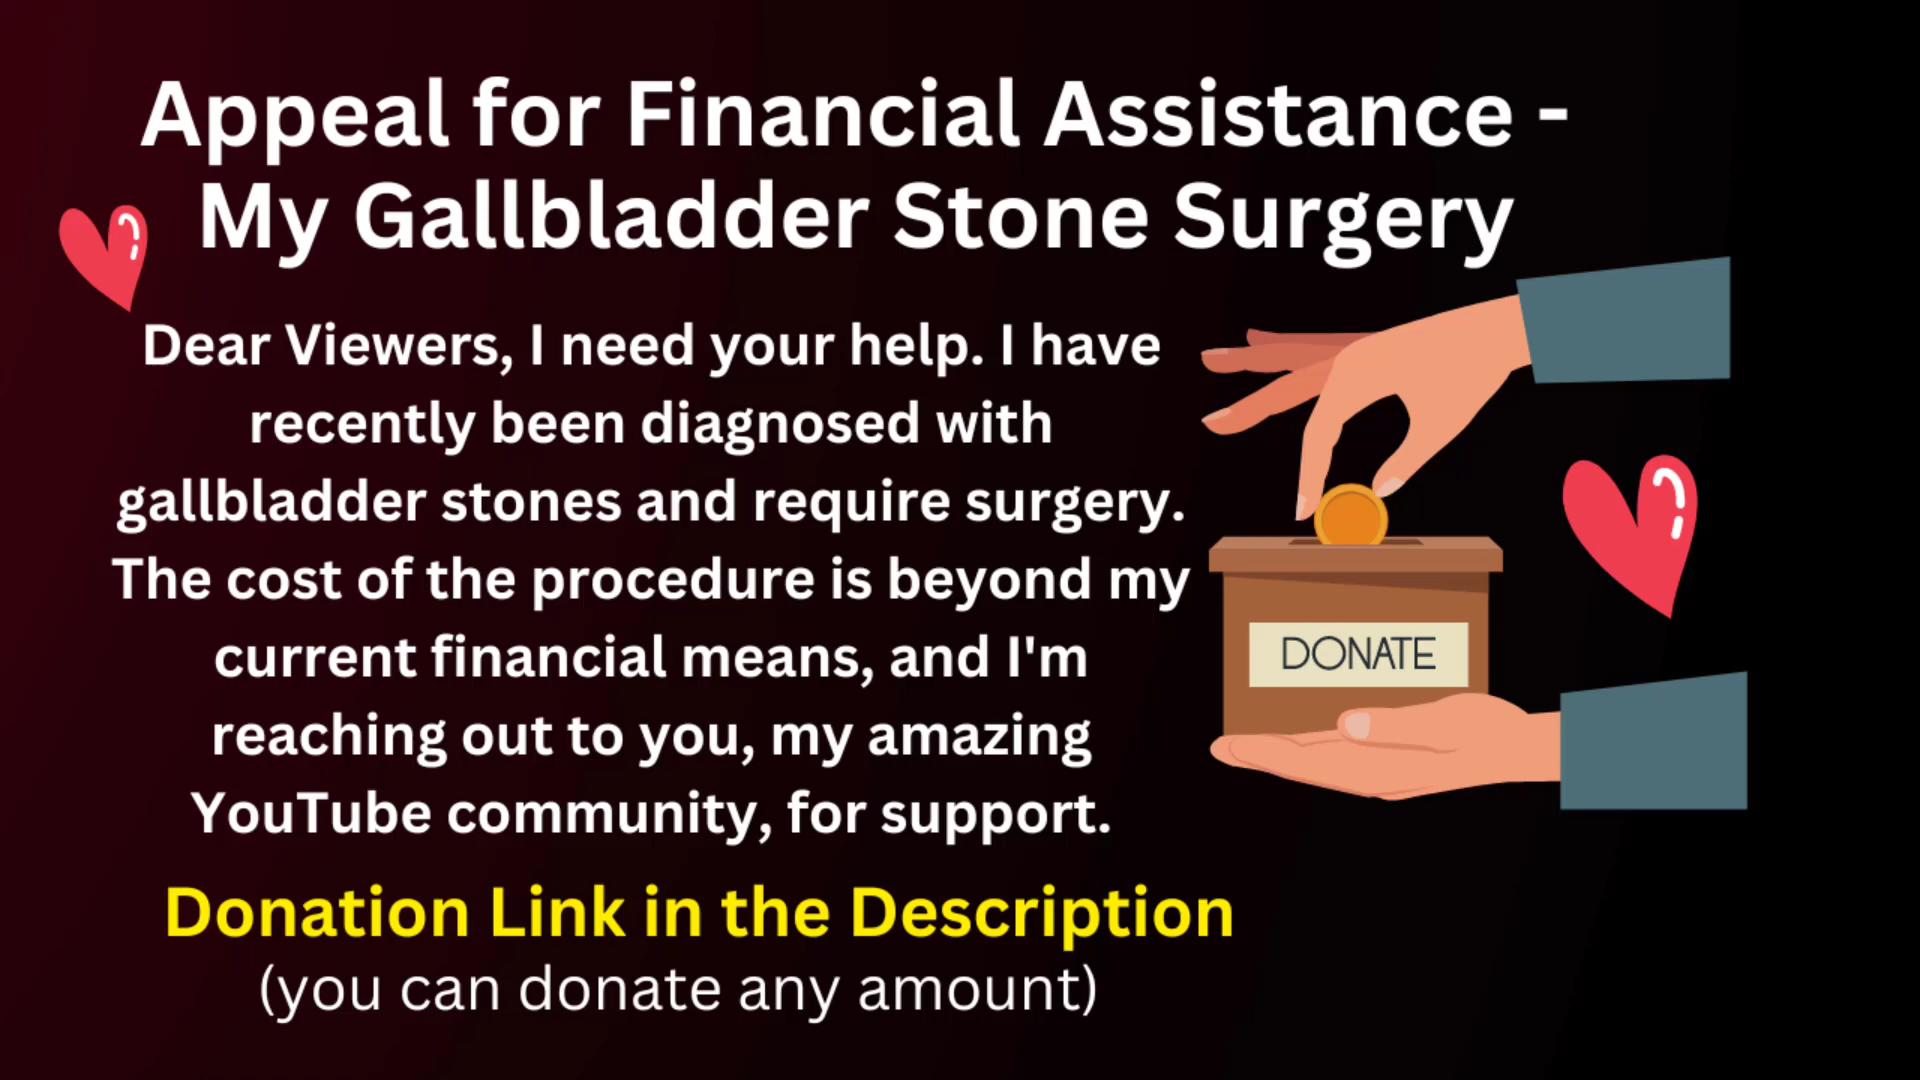 Appeal for Financial Assistance -
My Gallbladder Stone Surgery
Dear Viewers, I need your help. I have
recently been diagnosed with
gallbladder stones and require surgery.
The cost of the procedure is beyond my
current financial means, and I'm
reaching out to you, my amazing
YouTube community, for support.
DONATE
Donation Link in the Description
(you can donate any amount)